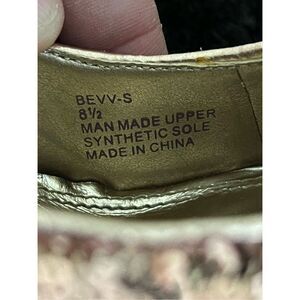 BEVV-S
8½
MAN MADE UPPER
SYNTHETIC SOLE
MADE IN CHINA